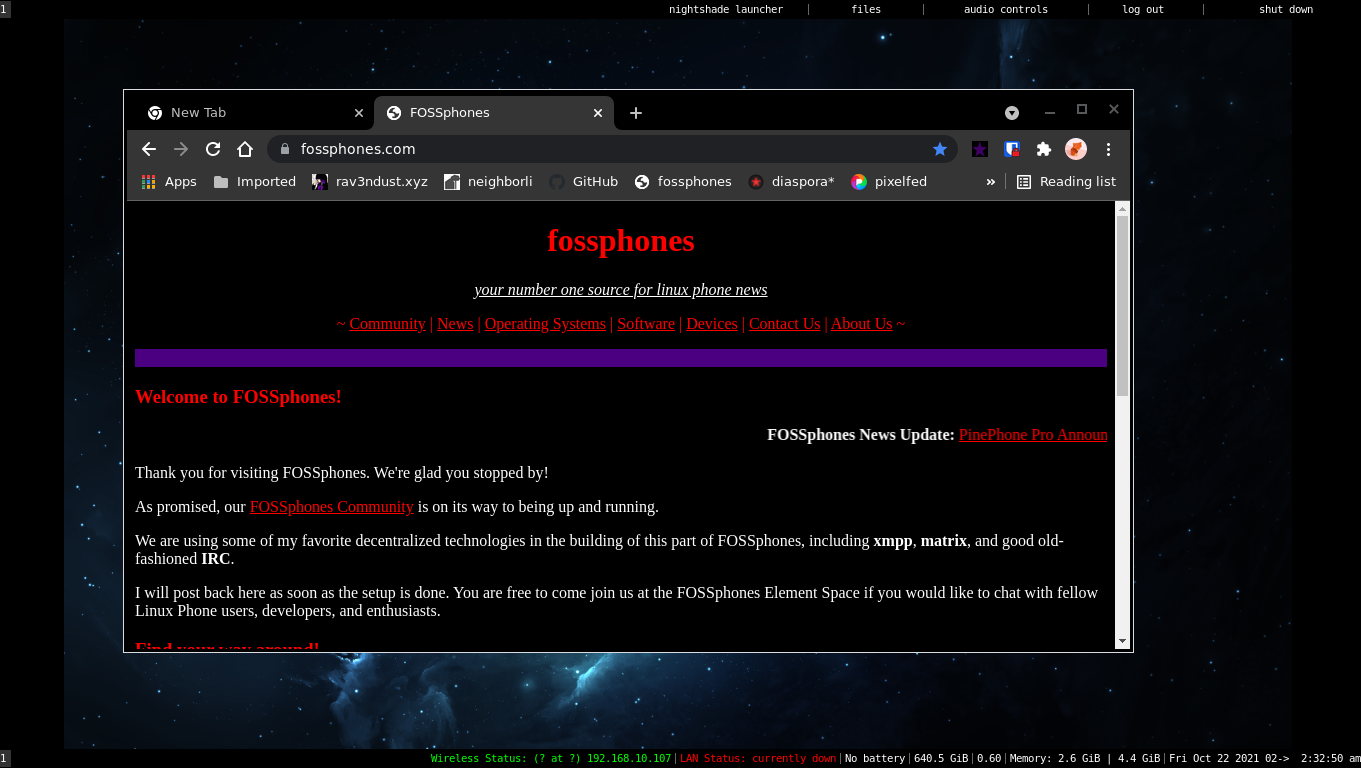 1 nightshade launcher | files | audio controls | log out | shut down
New Tab FOSSphones
fossphones.com
Apps Imported rav3ndust.xyz neighborli GitHub fossphones diaspora* pixelfed » Reading list
fossphones
your number one source for linux phone news
~ Community | News | Operating Systems | Software | Devices | Contact Us | About Us ~
Welcome to FOSSphones!
FOSSphones News Update: PinePhone Pro Announ
Thank you for visiting FOSSphones. We're glad you stopped by!
As promised, our FOSSphones Community is on its way to being up and running.
We are using some of my favorite decentralized technologies in the building of this part of FOSSphones, including xmpp, matrix, and good old-
fashioned IRC.
I will post back here as soon as the setup is done. You are free to come join us at the FOSSphones Element Space if you would like to chat with fellow
Linux Phone users, developers, and enthusiasts.
Find your way around!
1 Wireless Status: (? at ?) 192.168.10.107|LAN Status: currently down|No battery|640.5 GiB|0.60|Memory: 2.6 GiB | 4.4 GiB|Fri Oct 22 2021 02-> 2:32:50 am